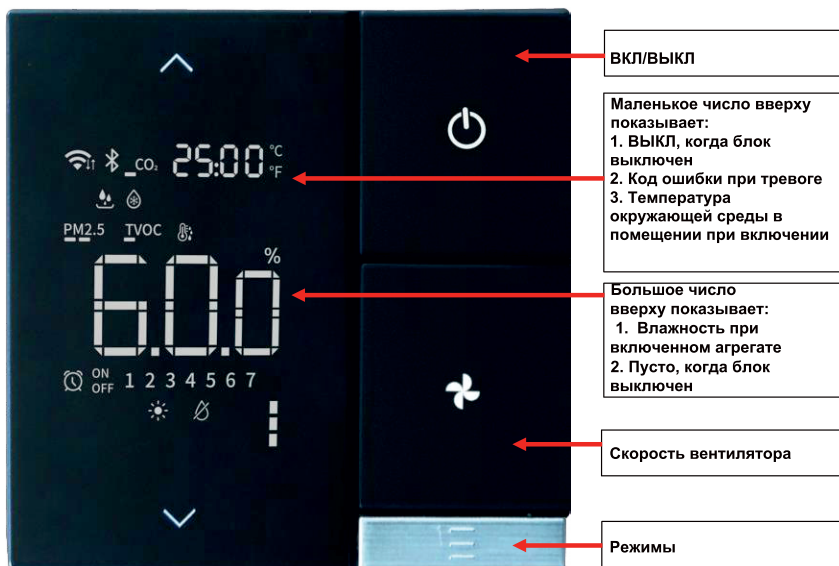 ВКЛ/ВЫКЛ
Маленькое число вверху
показывает:
1. ВЫКЛ, когда блок
выключен
2. Код ошибки при тревоге
3. Температура
окружающей среды в
помещении при включении
Большое число
вверху показывает:
1. Влажность при
включенном агрегате
2. Пусто, когда блок
выключен
Скорость вентилятора
Режимы
CO₂ 25:00 °C
°F
PM2.5 TVOC
%
6.0.0
ON
OFF 1 2 3 4 5 6 7